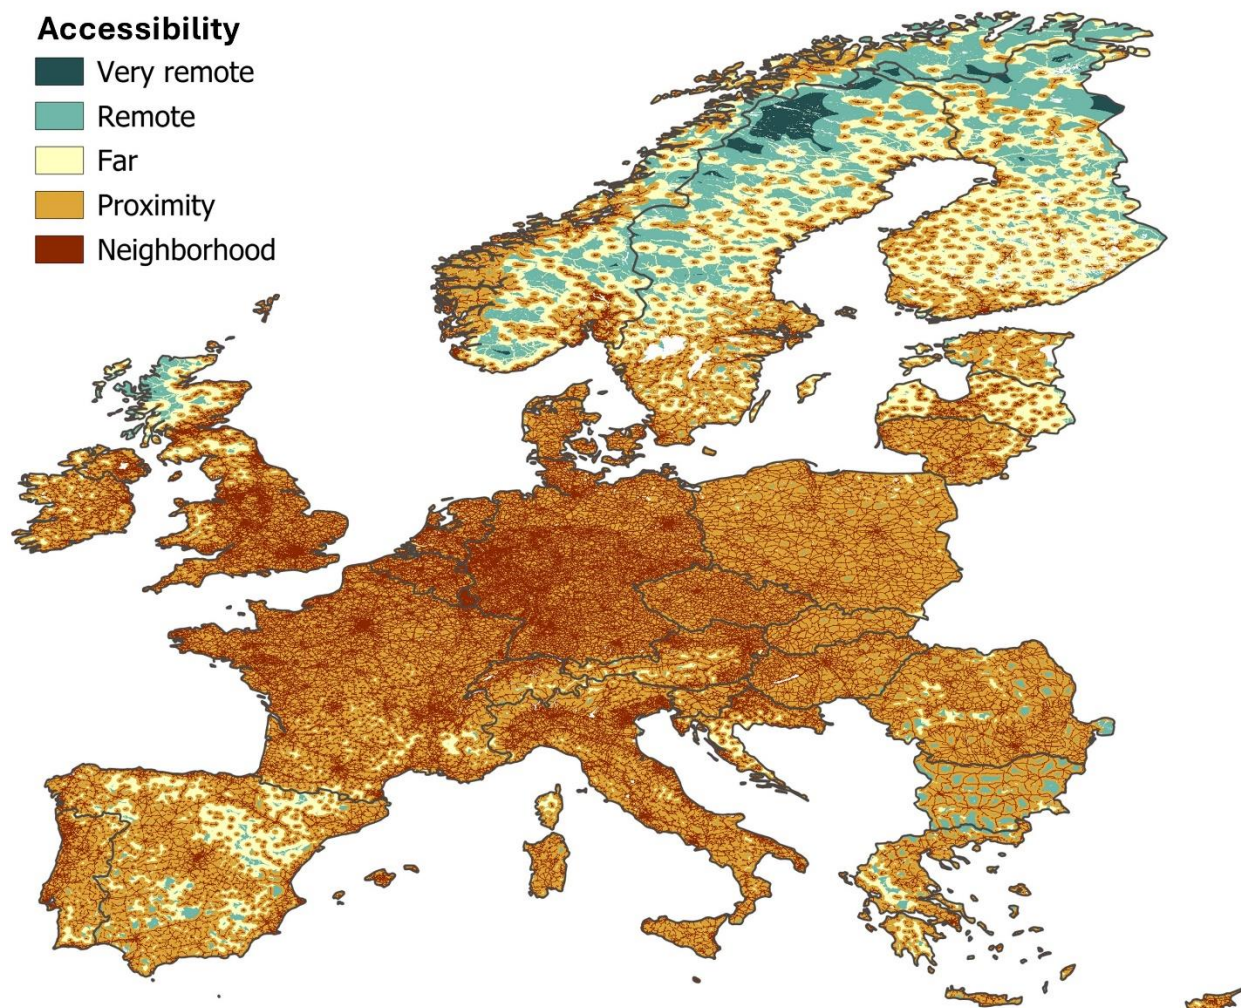 Accessibility
Very remote
Remote
Far
Proximity
Neighborhood